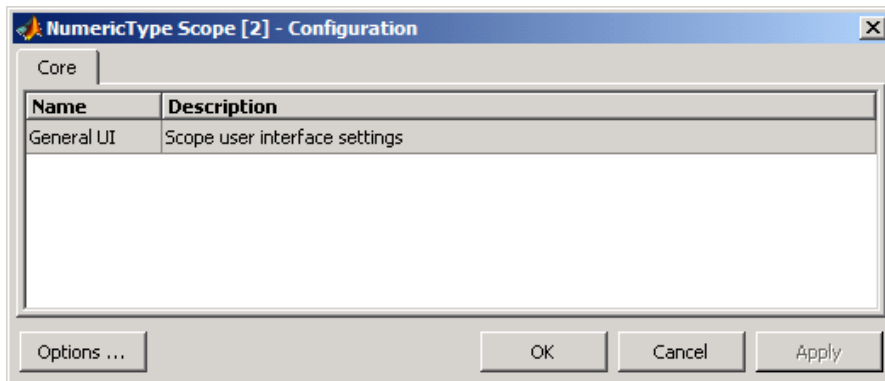 NumericType Scope [2] - Configuration
Core
Name Description
General UI Scope user interface settings
Options ... OK Cancel Apply